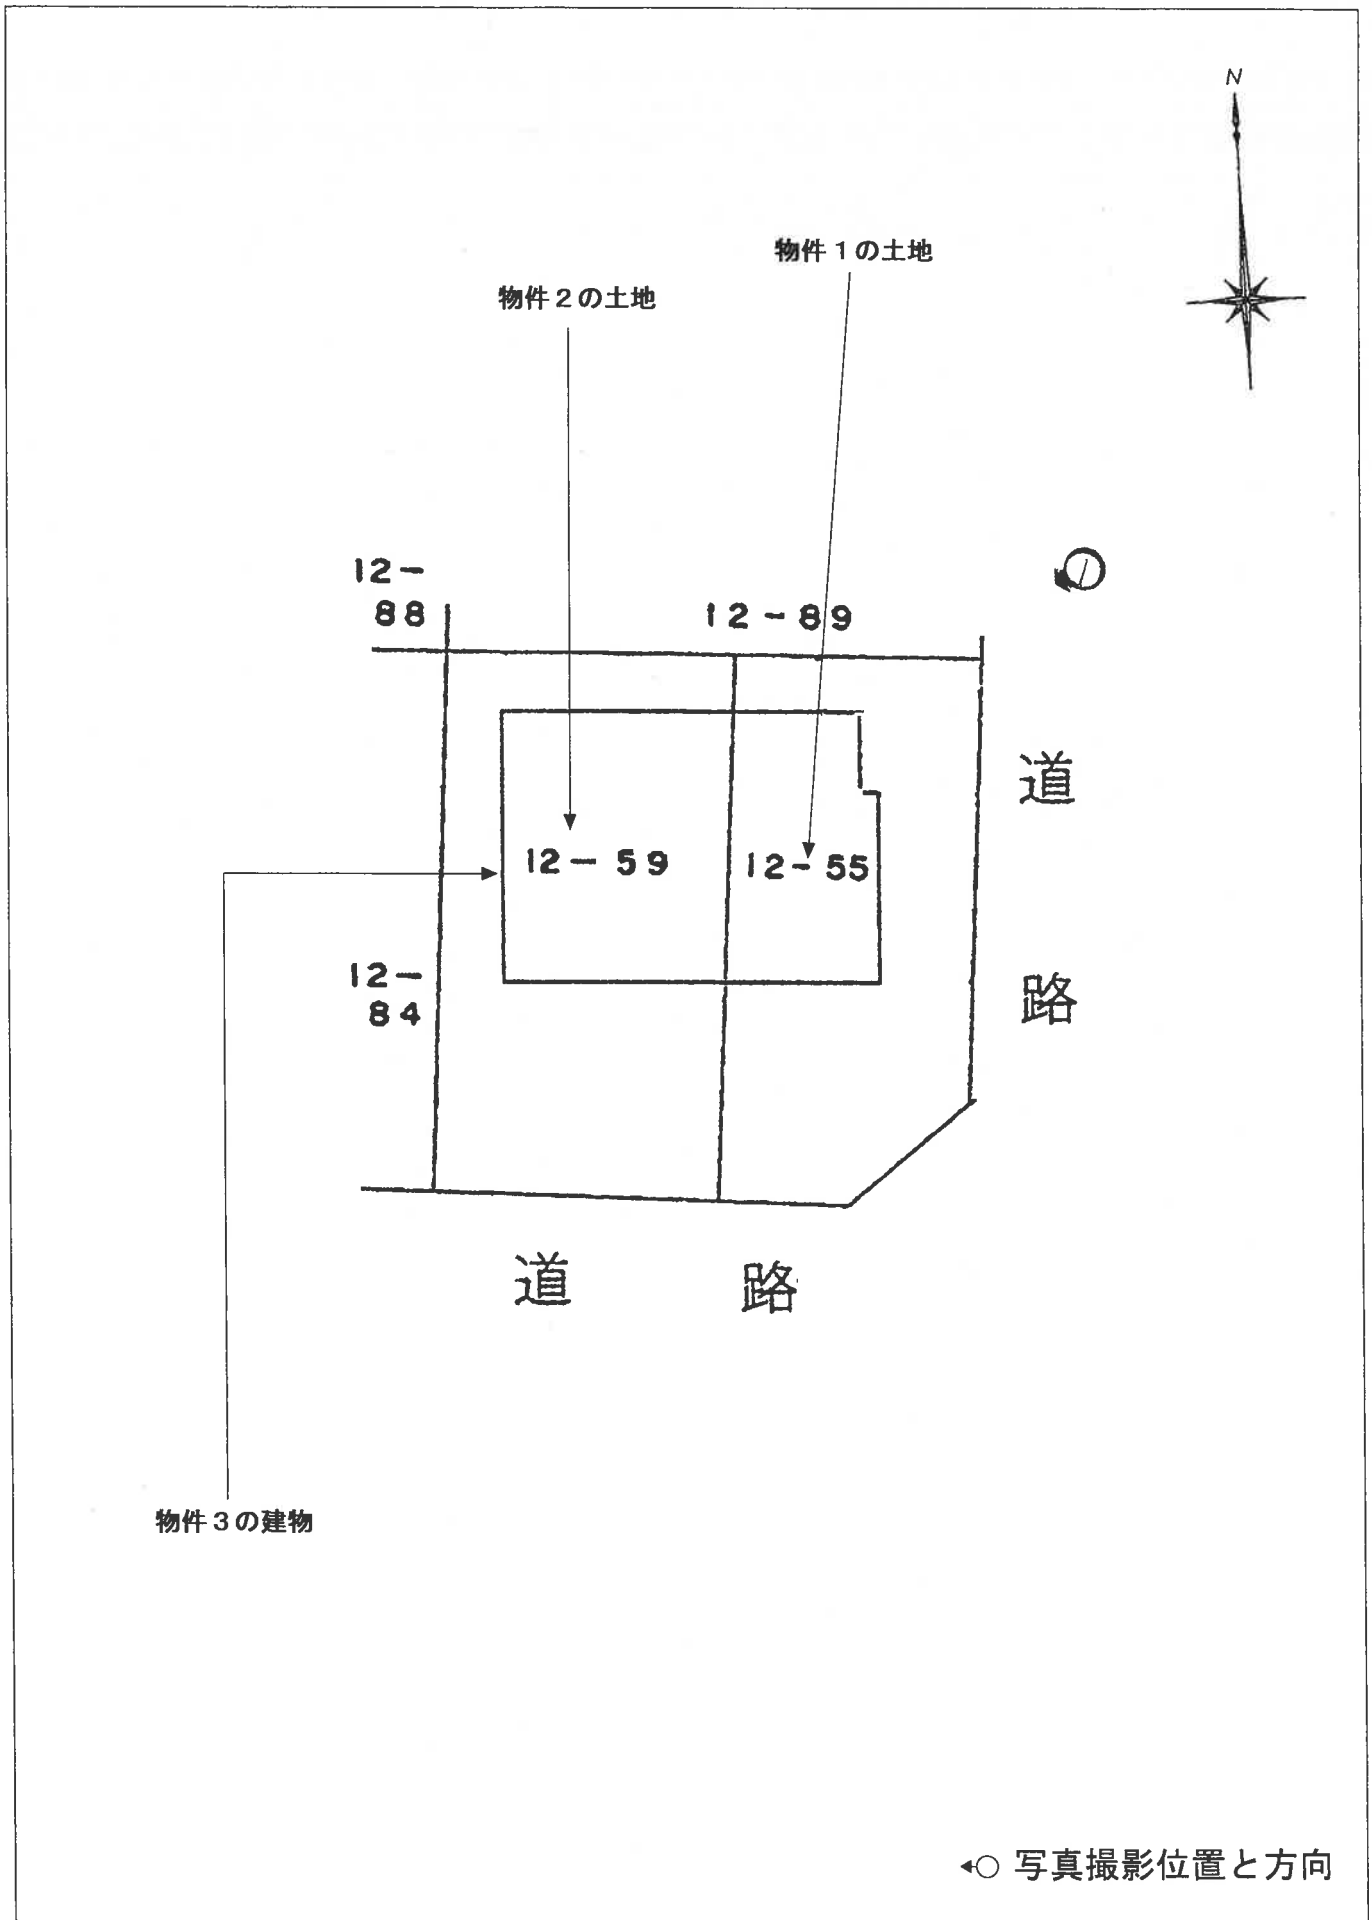 N
物件１の土地
物件２の土地
12-
88
12-89
道
12-59
12-55
12-
84
路
道 路
物件３の建物
写真撮影位置と方向